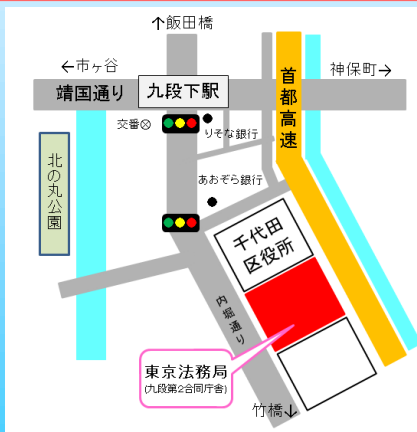 ↑飯田橋
←市ヶ谷
神保町→
靖国通り
九段下駅
首都高速
交番⊗
りそな銀行
北の丸公園
あおぞら銀行
千代田
区役所
内堀通り
東京法務局
(九段第2合同庁舎)
竹橋↓